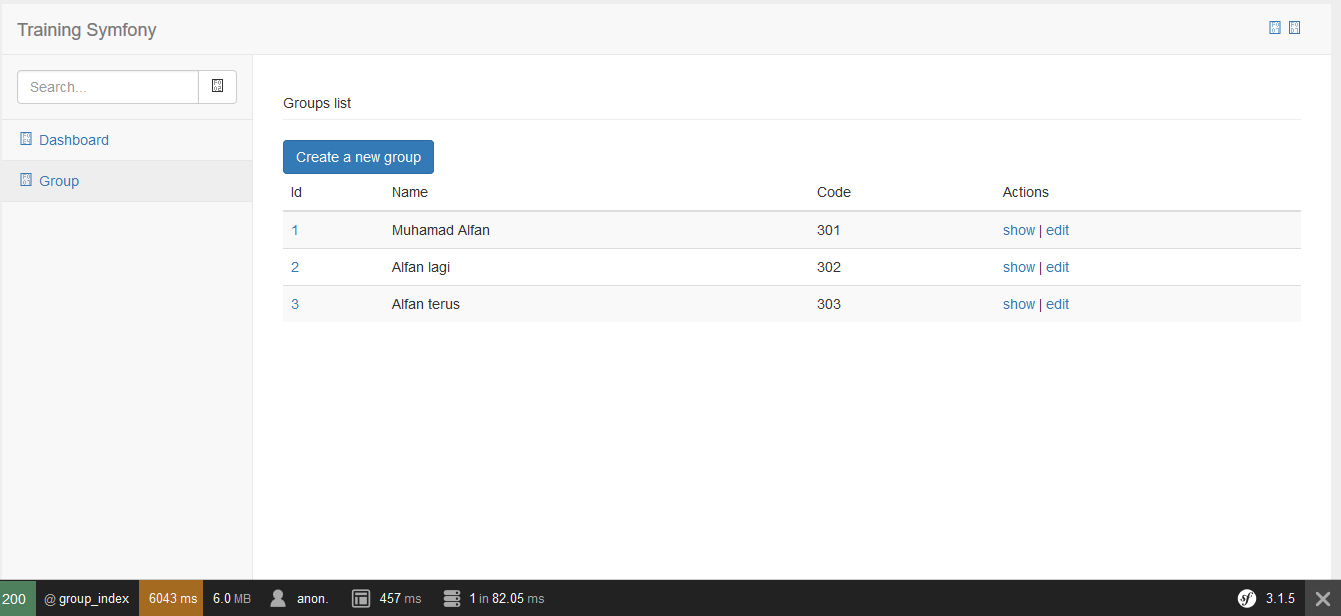 Training Symfony
Search...
Dashboard
Group
Groups list
Create a new group
Id Name Code Actions
1 Muhamad Alfan 301 show | edit
2 Alfan lagi 302 show | edit
3 Alfan terus 303 show | edit
200 @ group_index 6043 ms 6.0 MB anon. 457 ms 1 in 82.05 ms sf 3.1.5